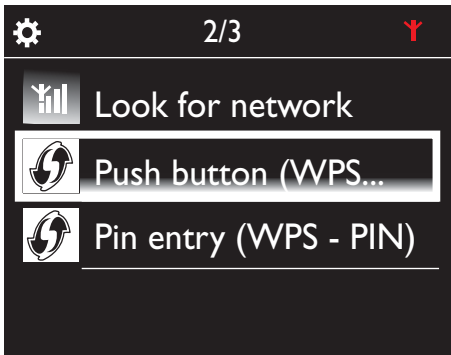 2/3
Look for network
Push button (WPS...
Pin entry (WPS - PIN)